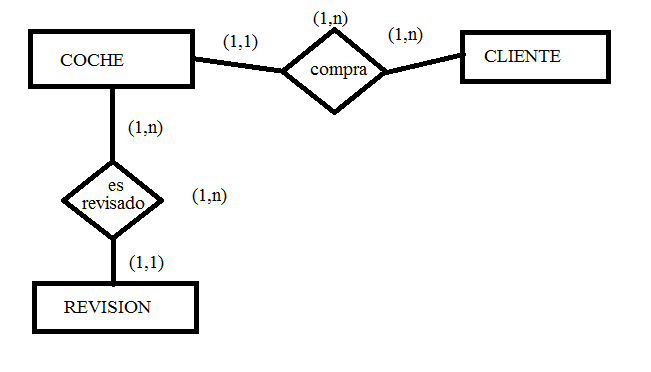 (1,n)
(1,1)
(1,n)
COCHE
compra
CLIENTE
(1,n)
es
revisado
(1,n)
(1,1)
REVISION